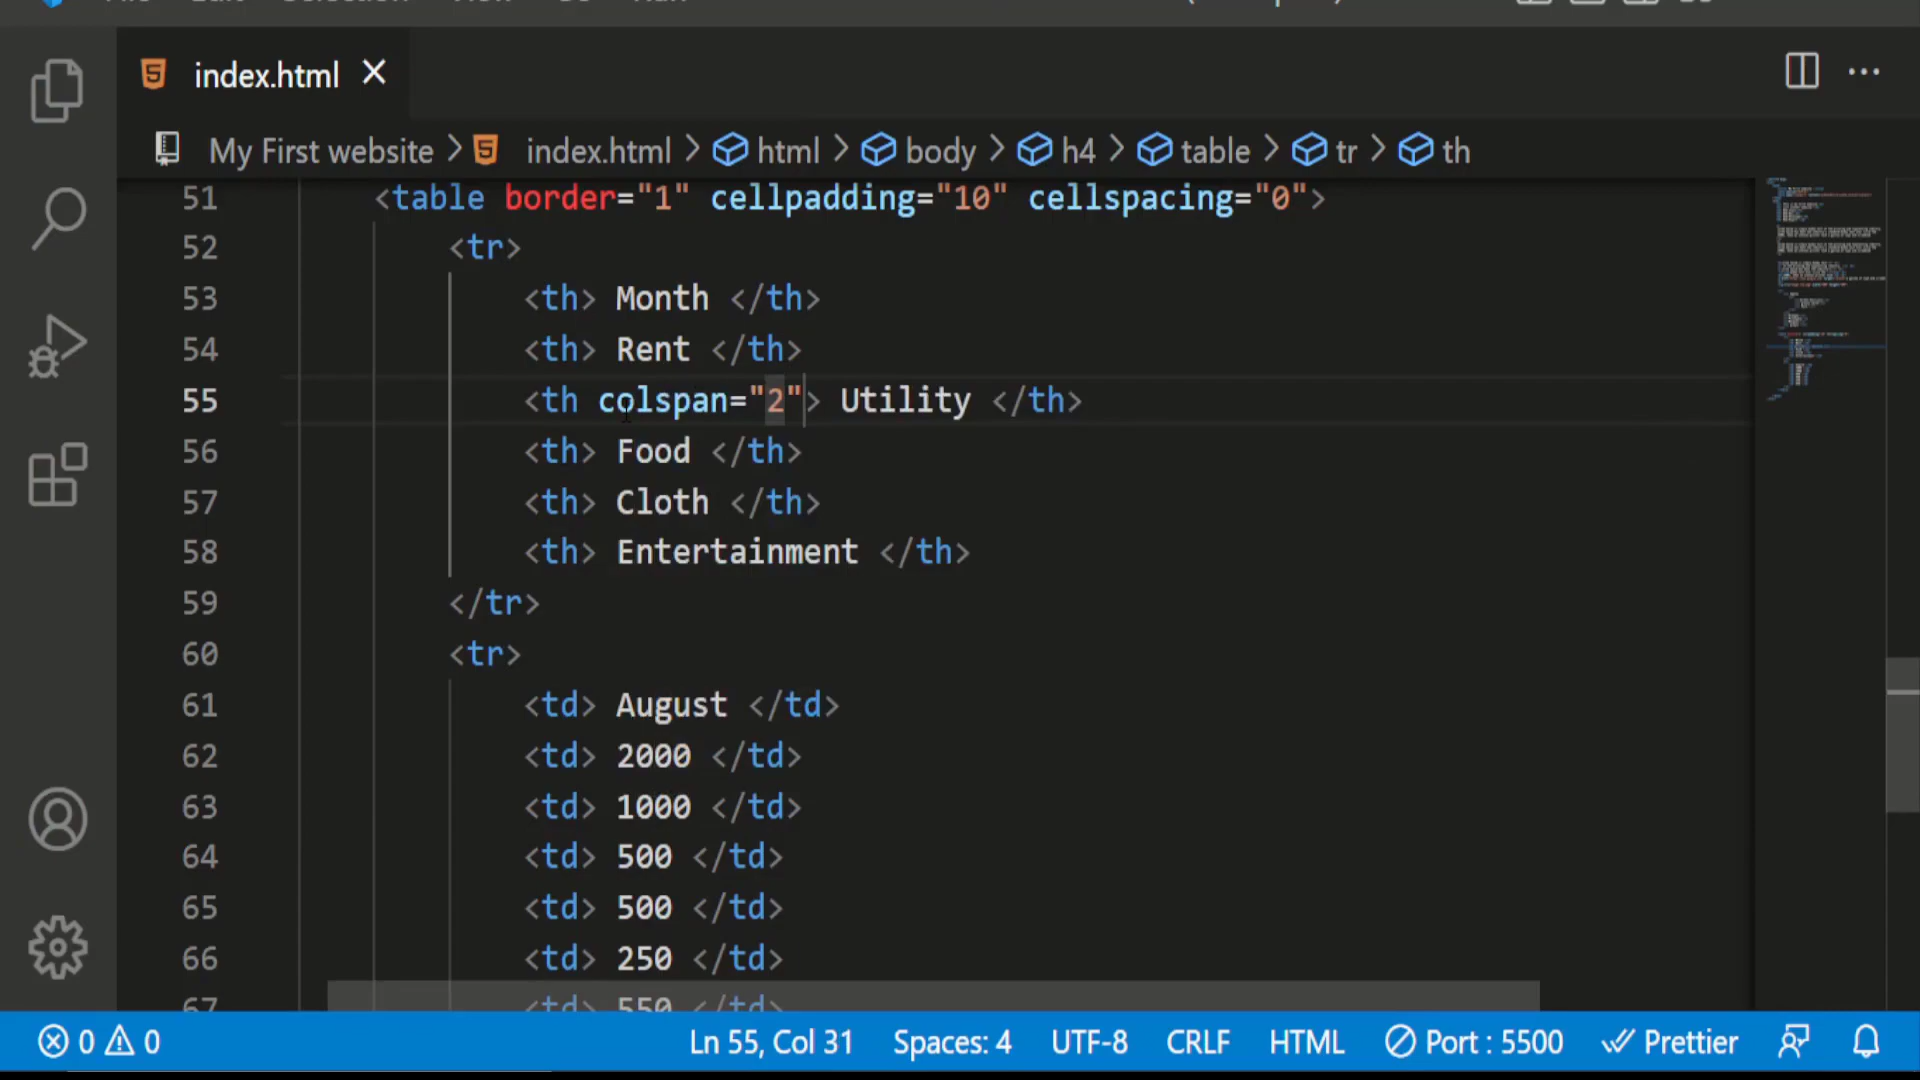 index.html
My First website > index.html > html > body > h4 > table > tr > th
51 <table border="1" cellpadding="10" cellspacing="0">
52 <tr>
53 <th> Month </th>
54 <th> Rent </th>
55 <th colspan="2"> Utility </th>
56 <th> Food </th>
57 <th> Cloth </th>
58 <th> Entertainment </th>
59 </tr>
60 <tr>
61 <td> August </td>
62 <td> 2000 </td>
63 <td> 1000 </td>
64 <td> 500 </td>
65 <td> 500 </td>
66 <td> 250 </td>
67 <td> 550 </td>
0 0 Ln 55, Col 31 Spaces: 4 UTF-8 CRLF HTML Port : 5500 Prettier